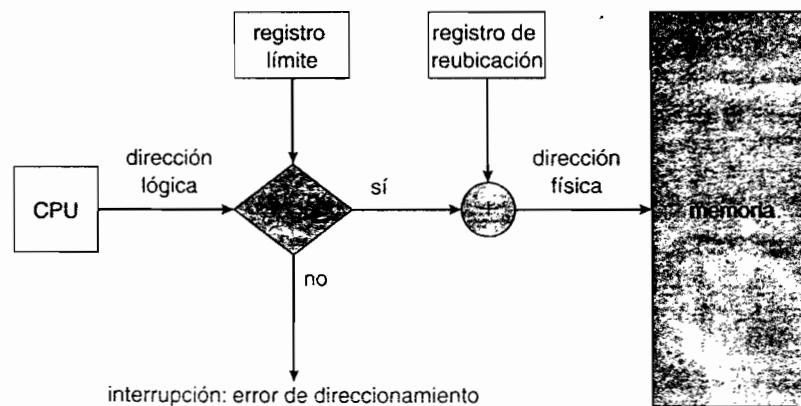 registro
límite
registro de
reubicación
dirección
lógica
sí
dirección
física
CPU
+
memoria
no
interrupción: error de direccionamiento